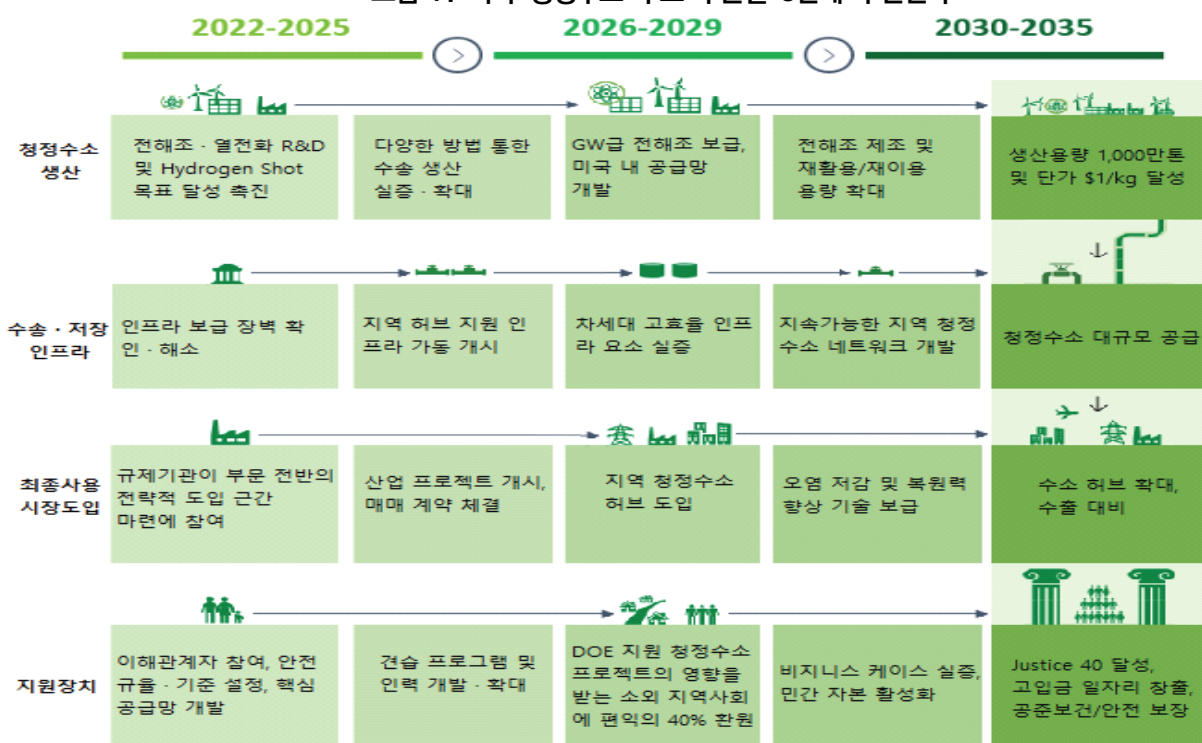 2022-2025
2026-2029
2030-2035
청정수소
생산
전해조 · 열전화 R&D
및 Hydrogen Shot
목표 달성 촉진
다양한 방법 통한
수송 생산
실증 · 확대
GW급 전해조 보급,
미국 내 공급망
개발
전해조 제조 및
재활용/재이용
용량 확대
생산용량 1,000만톤
및 단가 $1/kg 달성
수송 · 저장
인프라
인프라 보급 장벽 확
인 · 해소
지역 허브 지원 인
프라 가동 개시
차세대 고효율 인프
라 요소 실증
지속가능한 지역 청정
수소 네트워크 개발
청정수소 대규모 공급
최종사용
시장도입
규제기관이 부문 전반의
전략적 도입 근간
마련에 참여
산업 프로젝트 개시,
매매 계약 체결
지역 청정수소
허브 도입
오염 저감 및 복원력
향상 기술 보급
수소 허브 확대,
수출 대비
지원장치
이해관계자 참여, 안전
규율 · 기준 설정, 핵심
공급망 개발
견습 프로그램 및
인력 개발 · 확대
DOE 지원 청정수소
프로젝트의 영향을
받는 소외 지역사회
에 편익의 40% 환원
비지니스 케이스 실증,
민간 자본 활성화
Justice 40 달성,
고입금 일자리 창출,
공준보건/안전 보장